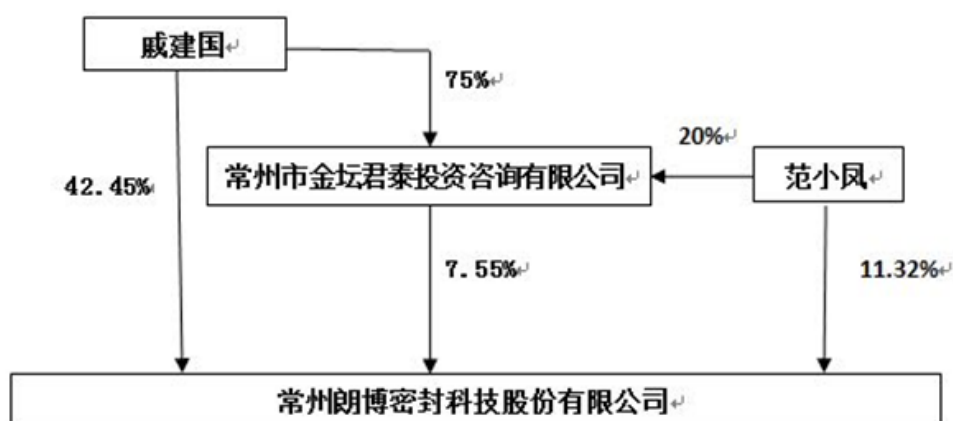 戚建国
75%
20%
常州市金坛君泰投资咨询有限公司
范小凤
42.45%
7.55%
11.32%
常州朗博密封科技股份有限公司